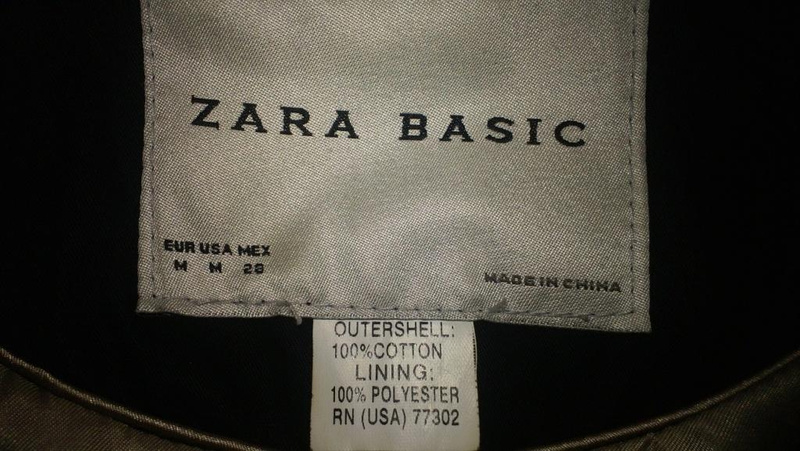 ZARA BASIC
EUR USA MEX
M M 28
MADE IN CHINA
OUTERSHELL:
100%COTTON
LINING:
100% POLYESTER
RN (USA) 77302